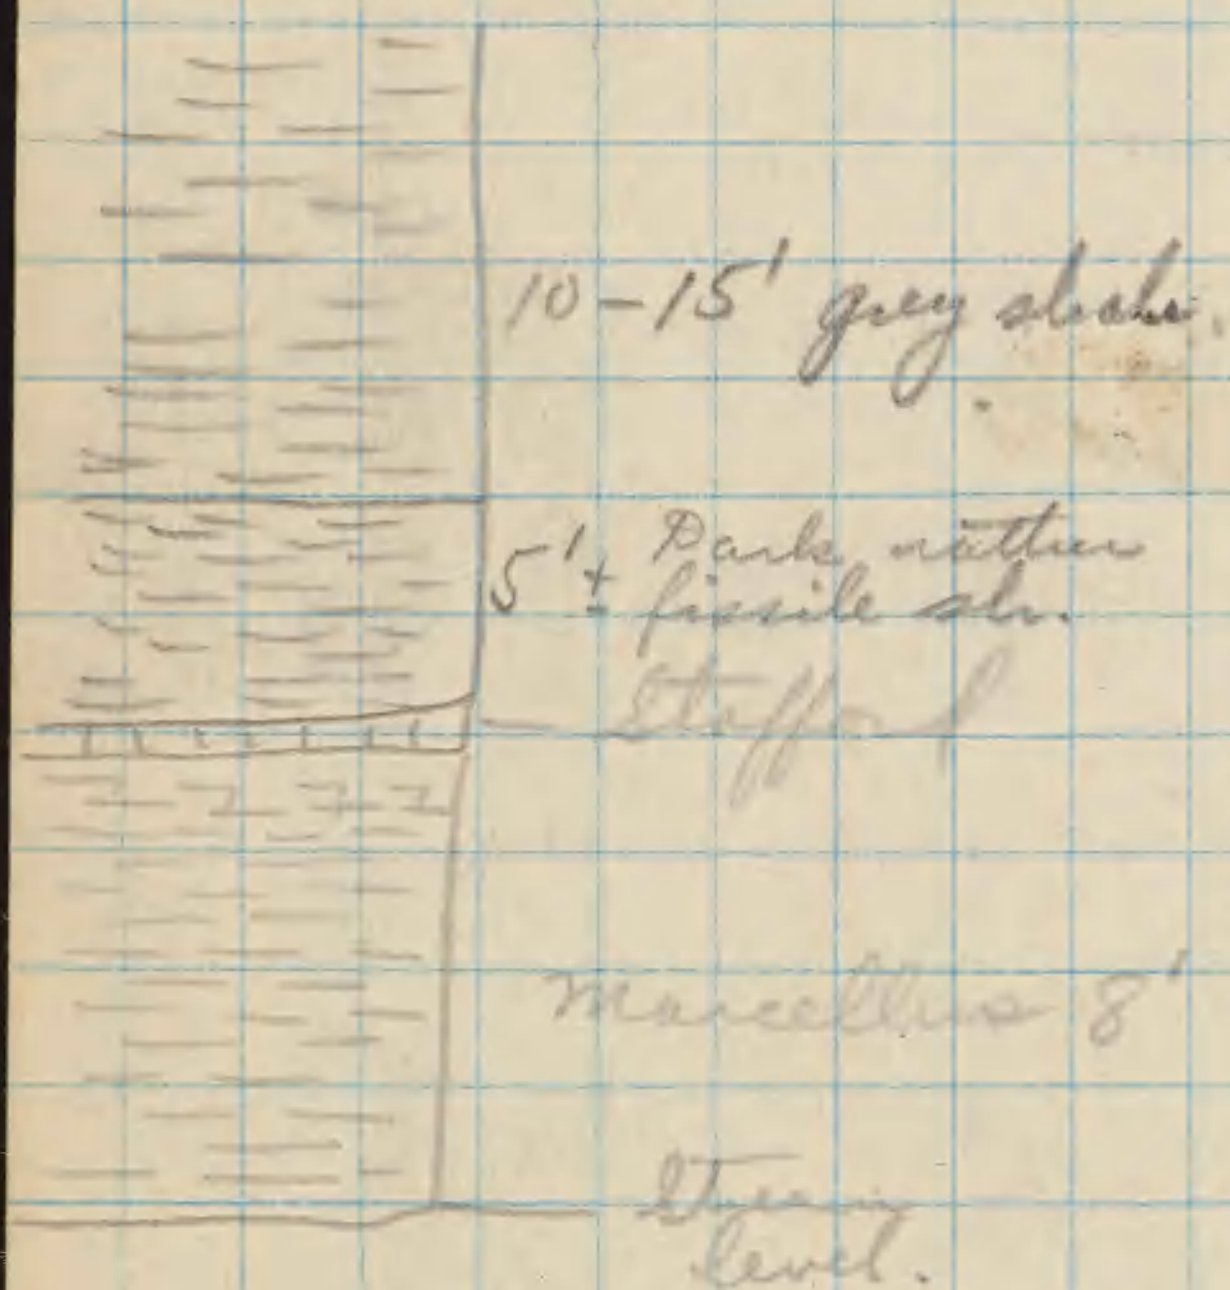 10-15' grey shale.
5'± Dark rather
fissile sh.
Stafford
Marcellus 8'
Stream
level.